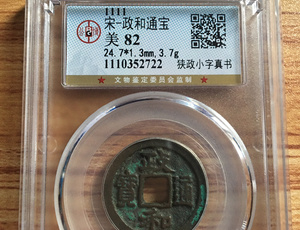 1111
宋-政和通宝
美 82
24.7*1.3mm,3.7g
1110352722
狭政小字真书
文物鉴定委员会监制
政
寶 通
和